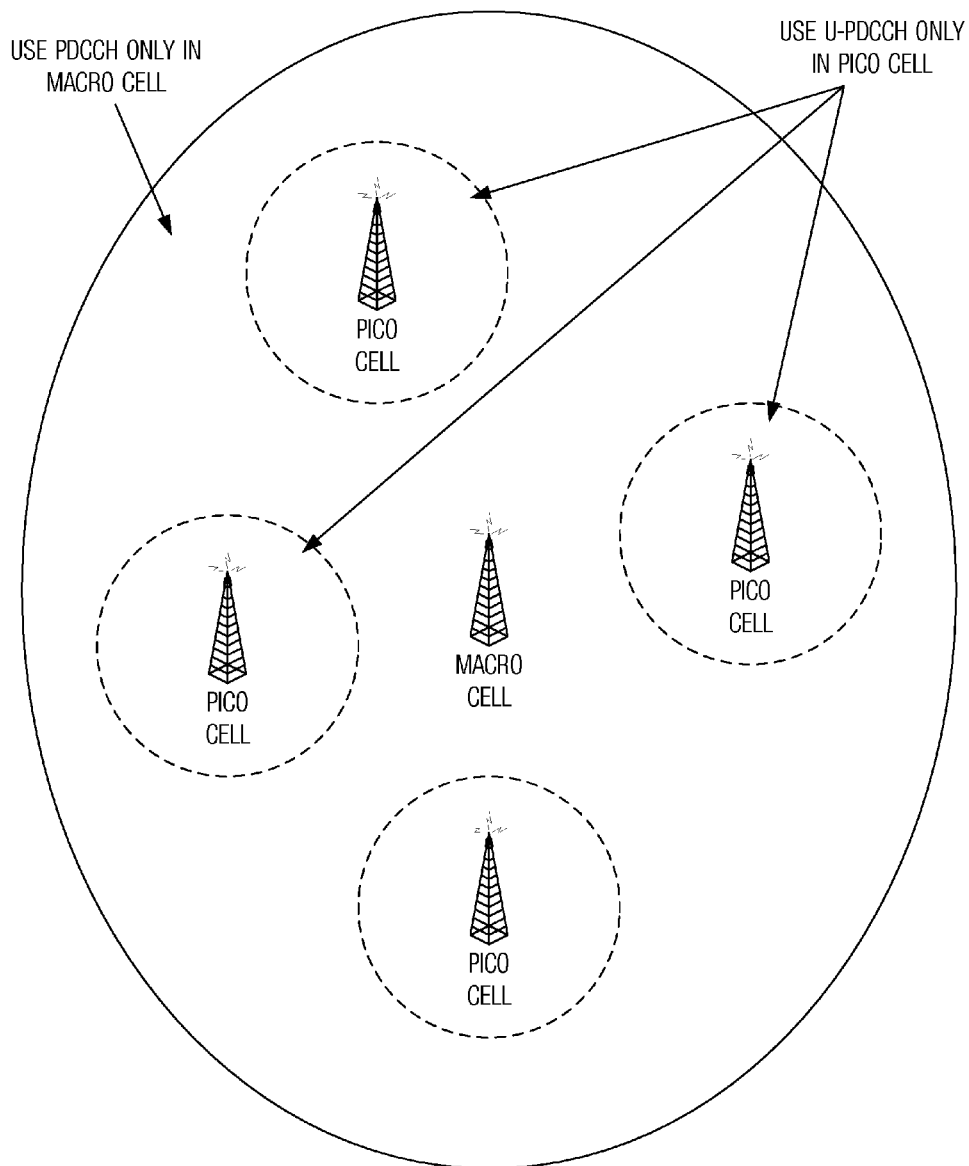 USE PDCCH ONLY IN
MACRO CELL
USE U-PDCCH ONLY
IN PICO CELL
PICO
CELL
PICO
CELL
MACRO
CELL
PICO
CELL
PICO
CELL